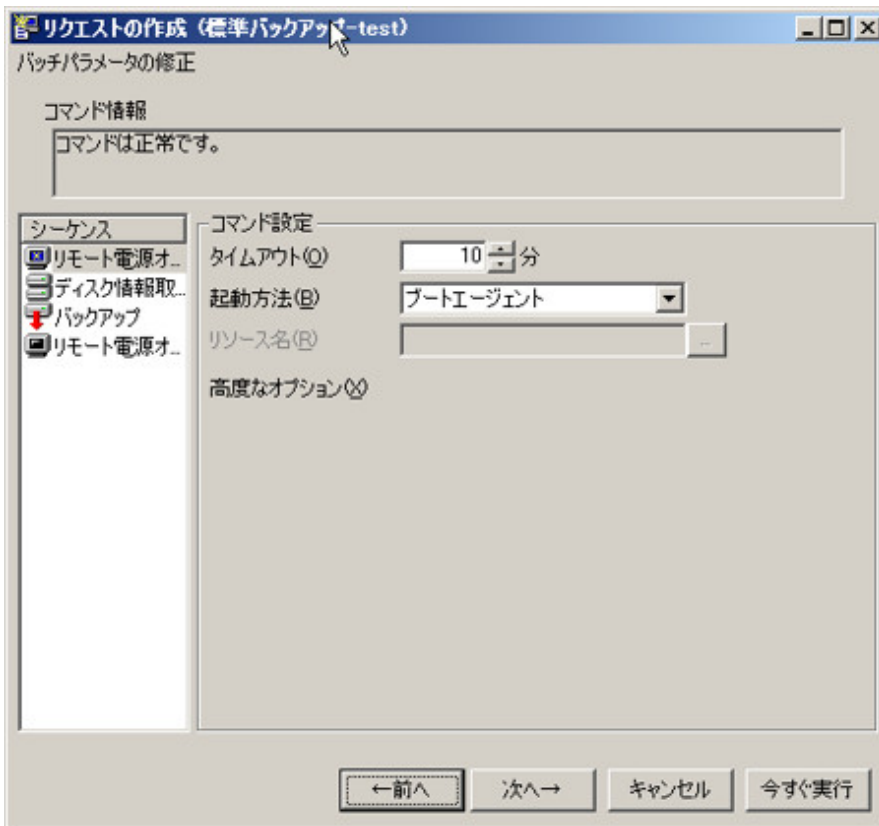 リクエストの作成（標準バックアップ-test）
バッチパラメータの修正
コマンド情報
コマンドは正常です。
シーケンス
リモート電源オ...
ディスク情報取...
バックアップ
リモート電源オ...
コマンド設定
タイムアウト(O) 10 分
起動方法(B) ブートエージェント
リソース名(R) ...
高度なオプション(X)
←前へ 次へ→ キャンセル 今すぐ実行